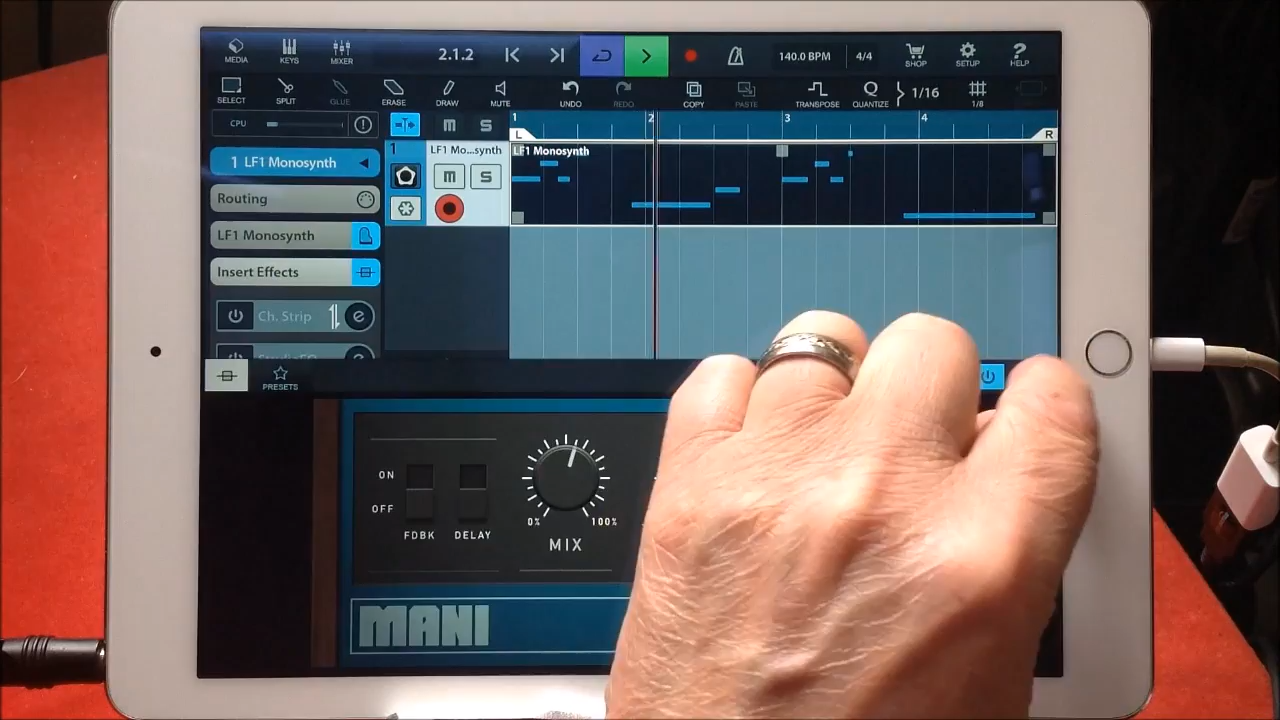 MEDIA KEYS MIXER 2.1.2 140.0 BPM 4/4 SHOP SETUP ? HELP
SELECT SPLIT GLUE ERASE DRAW MUTE UNDO REDO COPY PASTE TRANSPOSE Q QUANTIZE 1/16 1/8
CPU M S 1 2 3 4
L R
1 LF1 Monosynth 1 LF1 Mo...synth LF1 Monosynth
M S
Routing
LF1 Monosynth
Insert Effects
Ch. Strip e
StudioEQ e
PRESETS
ON
OFF
FDBK DELAY 0% 100%
MIX
MANI